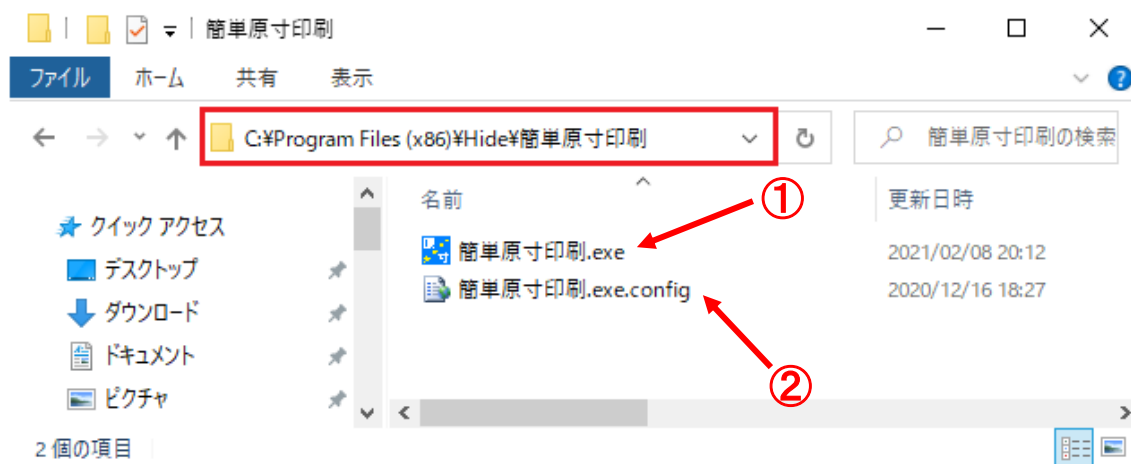 簡単原寸印刷
ファイル ホーム 共有 表示
C:¥Program Files (x86)¥Hide¥簡単原寸印刷 簡単原寸印刷の検索
名前 更新日時
①
クイック アクセス
簡単原寸印刷.exe 2021/02/08 20:12
デスクトップ
簡単原寸印刷.exe.config 2020/12/16 18:27
ダウンロード
ドキュメント
②
ピクチャ
2 個の項目